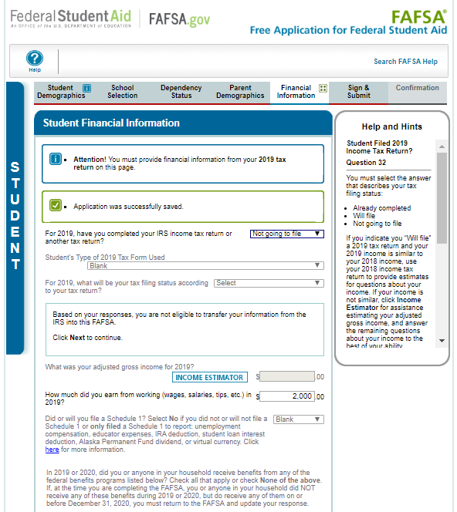 Federal Student Aid | FAFSA.gov
AN OFFICE of the U.S. DEPARTMENT of EDUCATION
FAFSA®
Free Application for Federal Student Aid
Help
Search FAFSA Help
Student Demographics
School Selection
Dependency Status
Parent Demographics
Financial Information
Sign & Submit
Confirmation
STUDENT
Student Financial Information
Attention! You must provide financial information from your 2019 tax
return on this page.
Application was successfully saved.
For 2019, have you completed your IRS income tax return or
another tax return?
Not going to file
Student's Type of 2019 Tax Form Used
Blank
For 2019, what will be your tax filing status according
to your tax return?
Select
Based on your responses, you are not eligible to transfer your information from the
IRS into this FAFSA.
Click Next to continue.
What was your adjusted gross income for 2019?
INCOME ESTIMATOR
$ .00
How much did you earn from working (wages, salaries, tips, etc.) in
2019?
$ 2,000 .00
Did or will you file a Schedule 1? Select No if you did not or will not file a
Schedule 1 or only filed a Schedule 1 to report: unemployment
compensation, educator expenses, IRA deduction, student loan interest
deduction, Alaska Permanent Fund dividend, or virtual currency. Click
here for more information.
Blank
In 2019 or 2020, did you or anyone in your household receive benefits from any of the
federal benefits programs listed below? Check all that apply or check None of the above.
If, at the time you are completing the FAFSA, you or anyone in your household did NOT
receive any of these benefits during 2019 or 2020, but do receive any of them on or
before December 31, 2020, you must return to the FAFSA and update your response.
Help and Hints
Student Filed 2019
Income Tax Return?
Question 32
You must select the answer
that describes your tax
filing status:
Already completed
Will file
Not going to file
If you indicate you "Will file"
a 2019 tax return and your
2019 income is similar to
your 2018 income, use
your 2018 income tax
return to provide estimates
for questions about your
income. If your income is
not similar, click Income
Estimator for assistance
estimating your adjusted
gross income, and answer
the remaining questions
about your income to the
best of your ability.